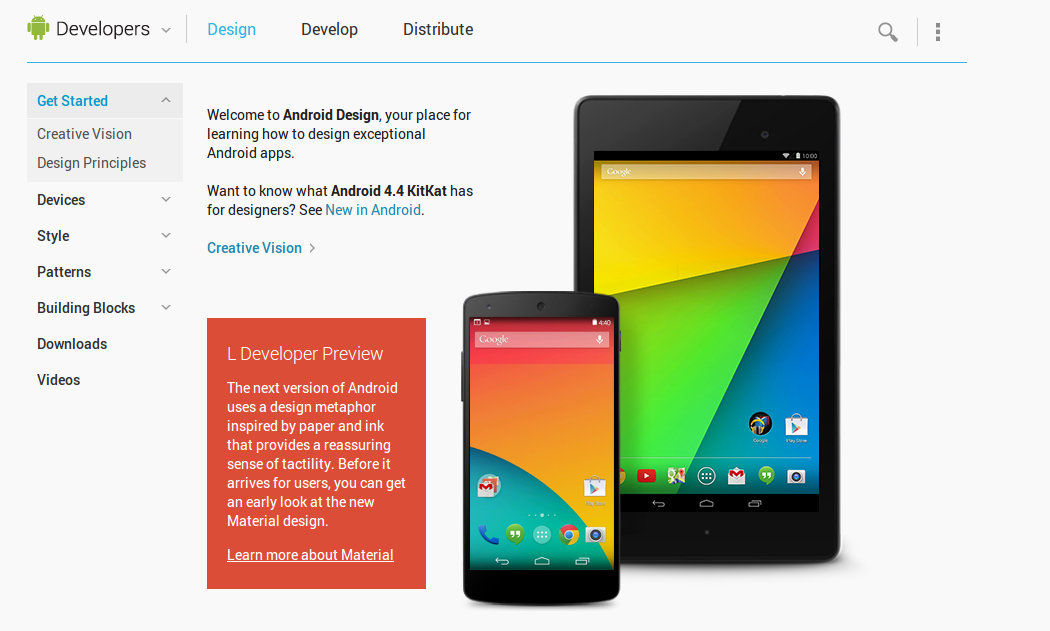 Developers
Design
Develop
Distribute
Get Started
Creative Vision
Design Principles
Devices
Style
Patterns
Building Blocks
Downloads
Videos
Welcome to Android Design, your place for
learning how to design exceptional
Android apps.
Want to know what Android 4.4 KitKat has
for designers? See New in Android.
Creative Vision
L Developer Preview
The next version of Android
uses a design metaphor
inspired by paper and ink
that provides a reassuring
sense of tactility. Before it
arrives for users, you can get
an early look at the new
Material design.
Learn more about Material
10:00
Google
Google
Play Store
4:40
Google